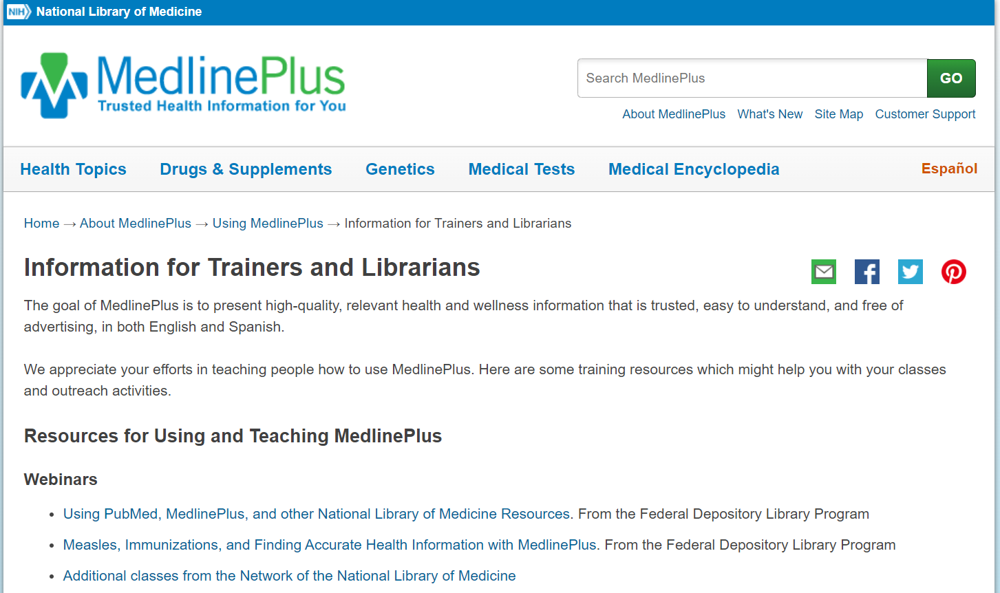 NIH National Library of Medicine
MedlinePlus
Trusted Health Information for You
Search MedlinePlus GO
About MedlinePlus What's New Site Map Customer Support
Health Topics Drugs & Supplements Genetics Medical Tests Medical Encyclopedia Español
Home → About MedlinePlus → Using MedlinePlus → Information for Trainers and Librarians
Information for Trainers and Librarians
The goal of MedlinePlus is to present high-quality, relevant health and wellness information that is trusted, easy to understand, and free of
advertising, in both English and Spanish.
We appreciate your efforts in teaching people how to use MedlinePlus. Here are some training resources which might help you with your classes
and outreach activities.
Resources for Using and Teaching MedlinePlus
Webinars
• Using PubMed, MedlinePlus, and other National Library of Medicine Resources. From the Federal Depository Library Program
• Measles, Immunizations, and Finding Accurate Health Information with MedlinePlus. From the Federal Depository Library Program
• Additional classes from the Network of the National Library of Medicine